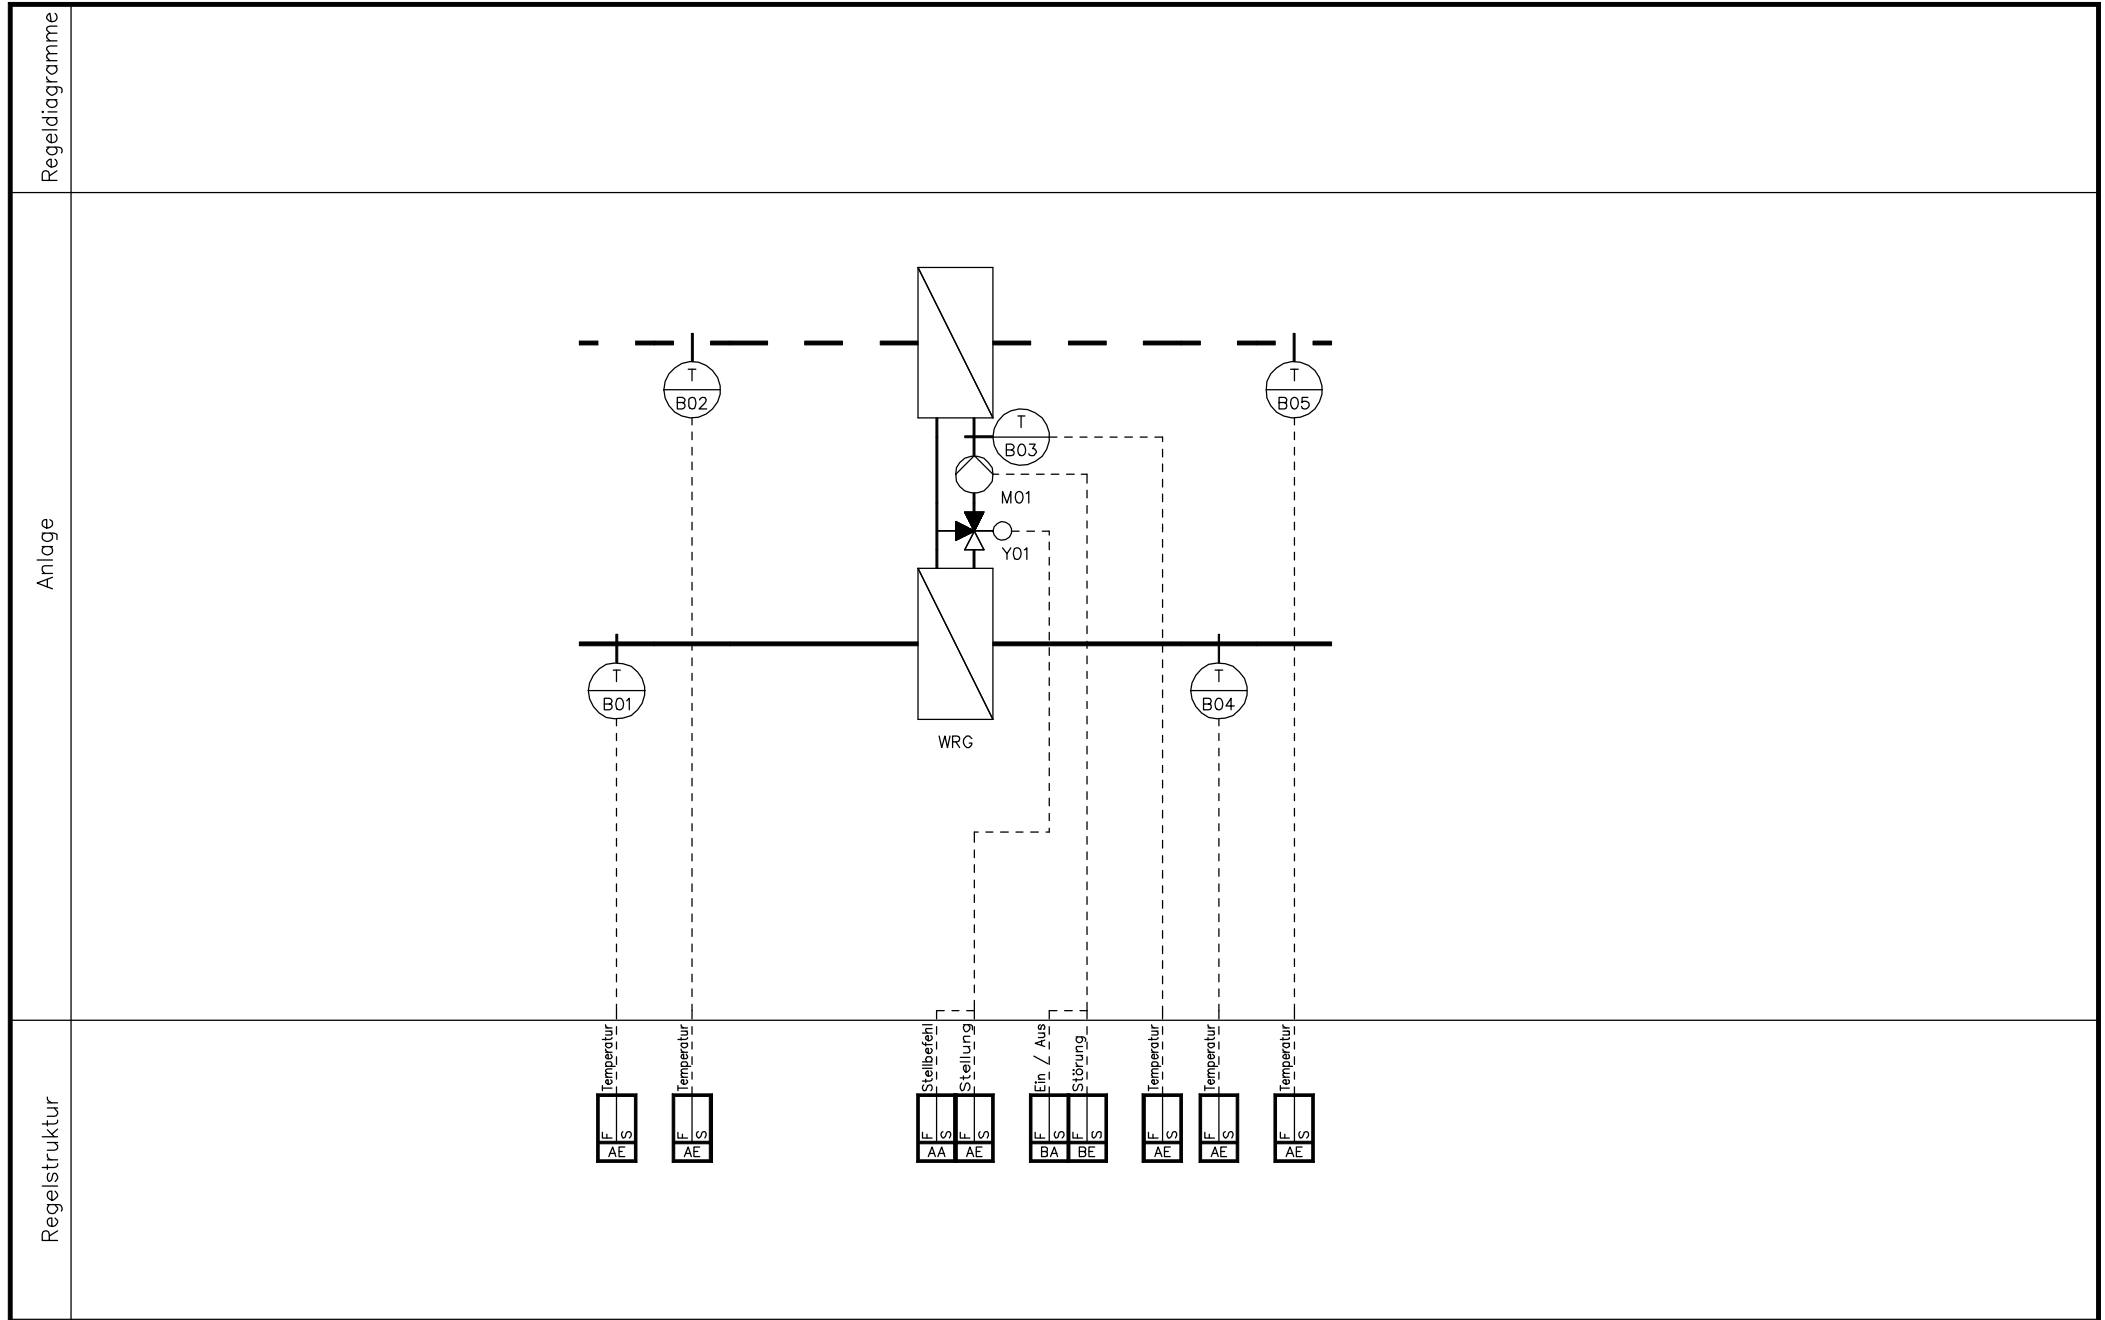 Regeldiagramme
Anlage
T
B02
T
B05
T
B03
M01
Y01
T
B01
T
B04
WRG
Regelstruktur
Temperatur
Temperatur
Stellbefehl
Stellung
Ein / Aus
Störung
Temperatur
Temperatur
Temperatur
F S
AE
F S
AE
F S
AA
F S
AE
F S
BA
F S
BE
F S
AE
F S
AE
F S
AE